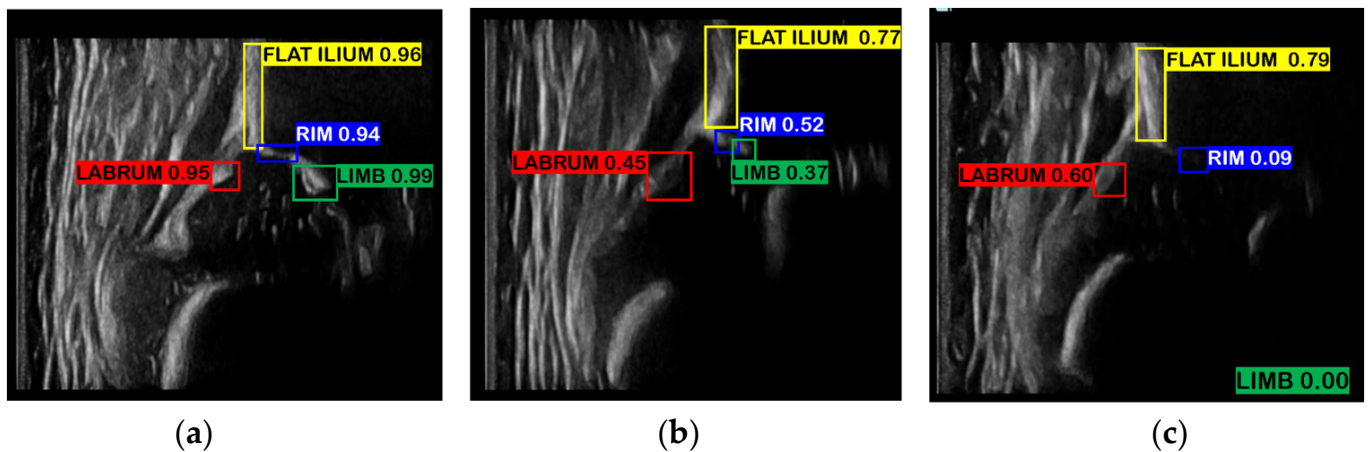 FLAT ILIUM 0.96
RIM 0.94
LABRUM 0.95
LIMB 0.99
(a)
FLAT ILIUM 0.77
RIM 0.52
LABRUM 0.45
LIMB 0.37
(b)
FLAT ILIUM 0.79
RIM 0.09
LABRUM 0.60
LIMB 0.00
(c)